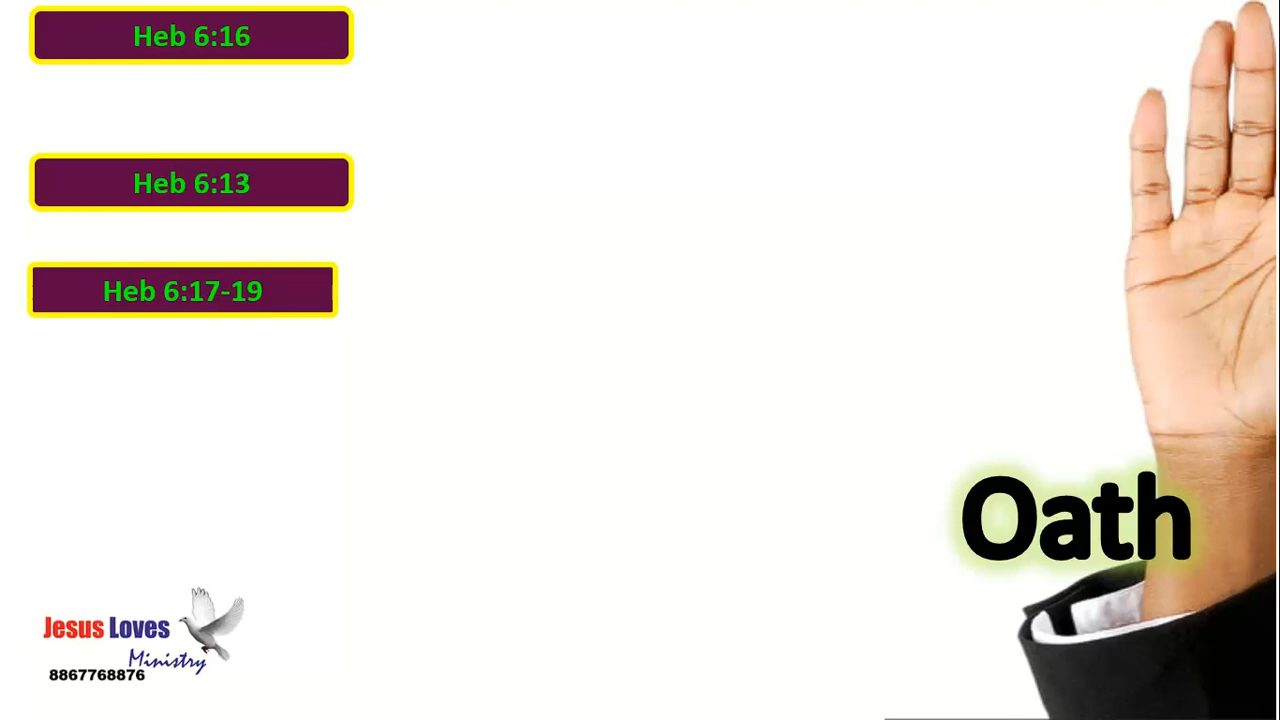 Heb 6:16
Heb 6:13
Heb 6:17-19
Oath
Jesus Loves
Ministry
8867768876